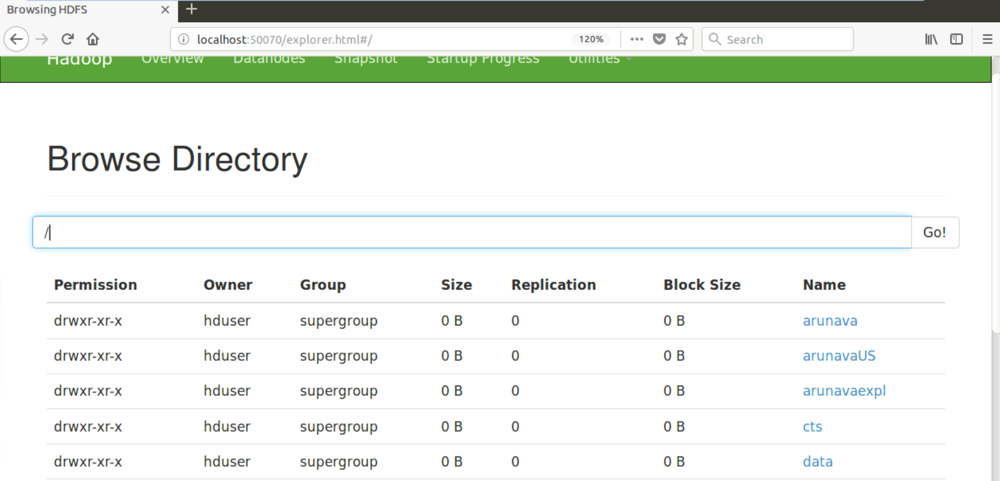 Browsing HDFS
localhost:50070/explorer.html#/ 120% Search
Hadoop Overview Datanodes Snapshot Startup Progress Utilities
Browse Directory
/ Go!
Permission Owner Group Size Replication Block Size Name
drwxr-xr-x hduser supergroup 0 B 0 0 B arunava
drwxr-xr-x hduser supergroup 0 B 0 0 B arunavaUS
drwxr-xr-x hduser supergroup 0 B 0 0 B arunavaexpl
drwxr-xr-x hduser supergroup 0 B 0 0 B cts
drwxr-xr-x hduser supergroup 0 B 0 0 B data